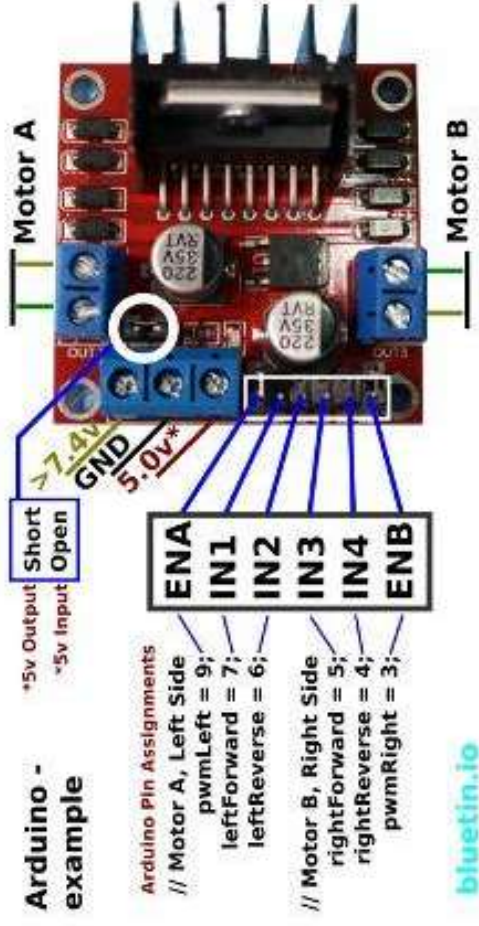 Arduino -
example
*5v Output Short
*5v Input Open
>7.4v
GND
5.0v*
Motor A
Arduino Pin Assignments
// Motor A, Left Side
pwmLeft = 9;
leftForward = 7;
leftReverse = 6;
// Motor B, Right Side
rightForward = 5;
rightReverse = 4;
pwmRight = 3;
ENA
IN1
IN2
IN3
IN4
ENB
220
35V
RVT
220
35V
RVT
OUT3
Motor B
bluetin.io